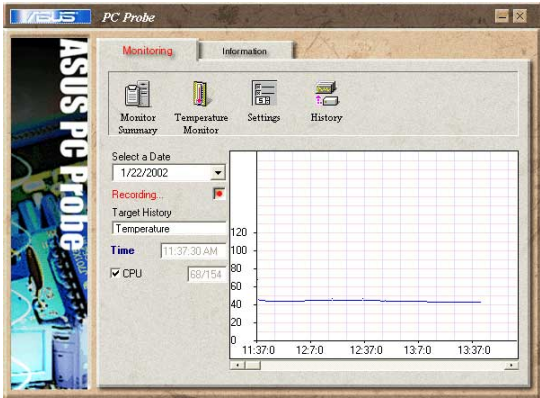 ASUS PC Probe
Monitoring Information
Monitor Summary
Temperature Monitor
Settings
History
ASUS PC Probe
Select a Date
1/22/2002
Recording...
Target History
Temperature
Time 11:37:30 AM
CPU 68/154
120
100
80
60
40
20
0
11:37:0 12:7:0 12:37:0 13:7:0 13:37:0